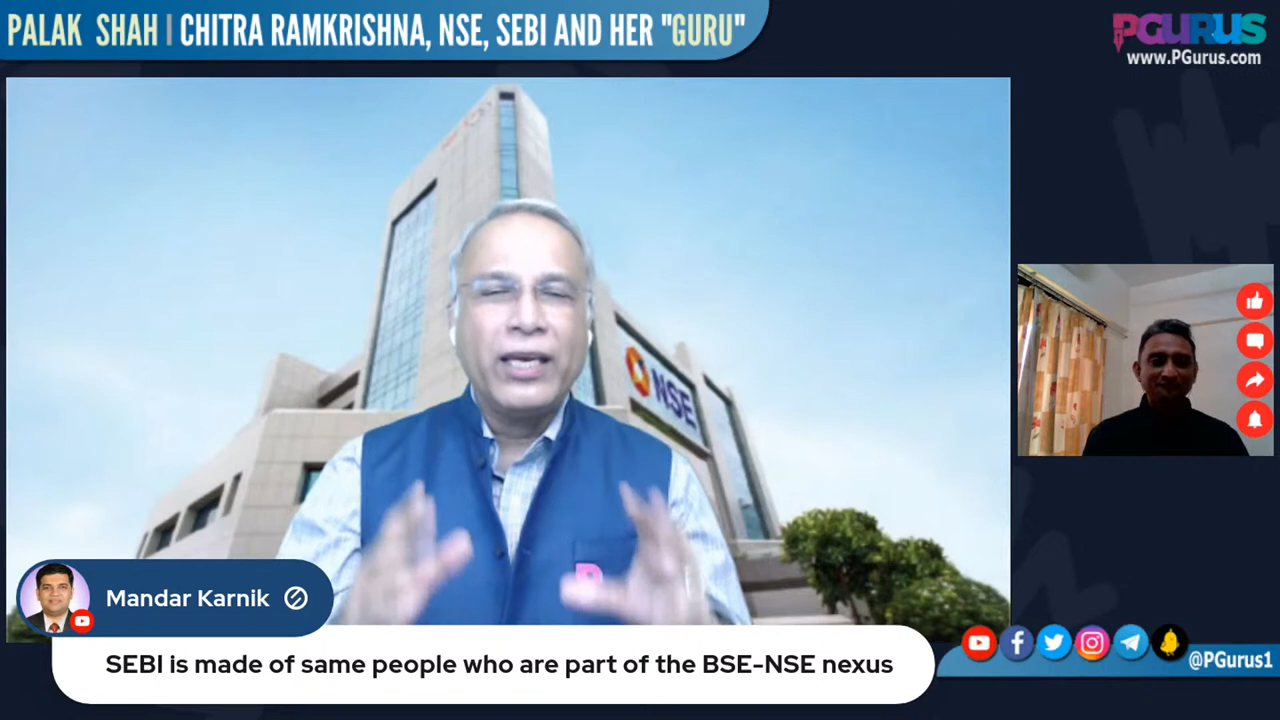 PALAK SHAH | CHITRA RAMKRISHNA, NSE, SEBI AND HER "GURU"
PGURUS
www.PGurus.com
NSE
Mandar Karnik
SEBI is made of same people who are part of the BSE-NSE nexus
@PGurus1